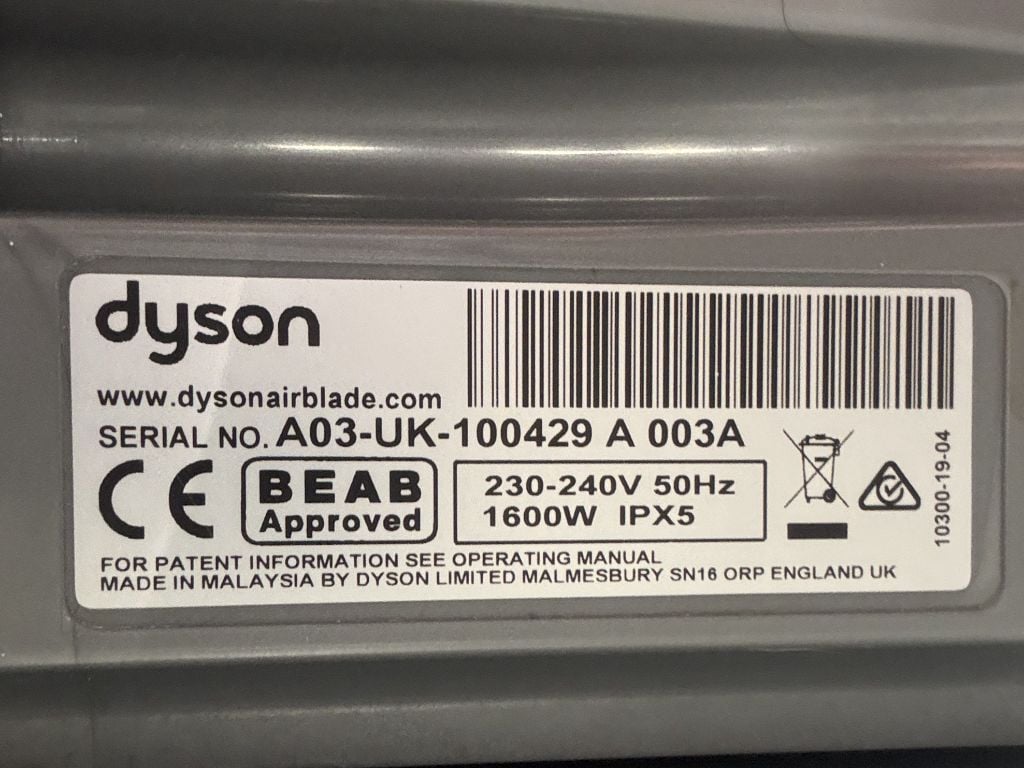 dyson
www.dysonairblade.com
SERIAL NO. A03-UK-100429 A 003A
CE
BEAB
Approved
230-240V 50Hz
1600W IPX5
10300-19-04
FOR PATENT INFORMATION SEE OPERATING MANUAL
MADE IN MALAYSIA BY DYSON LIMITED MALMESBURY SN16 ORP ENGLAND UK